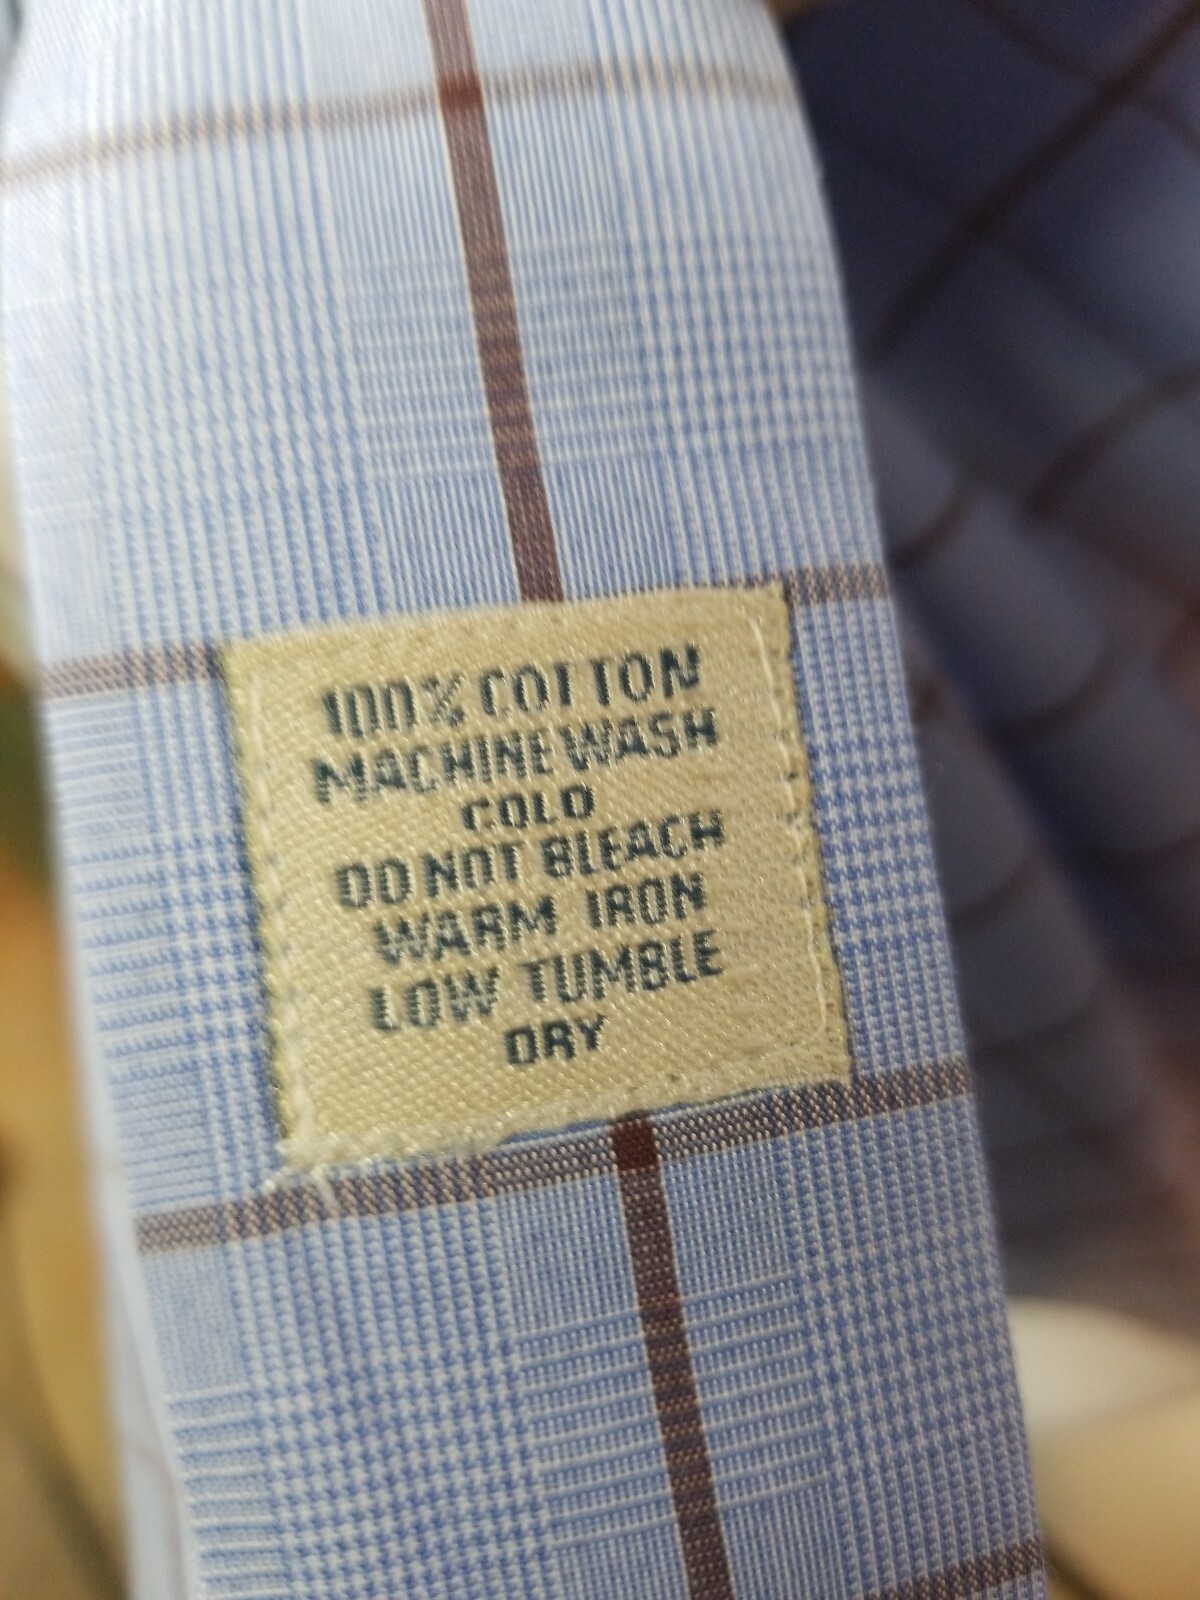 100% COTTON
MACHINE WASH
COLD
DO NOT BLEACH
WARM IRON
LOW TUMBLE
DRY